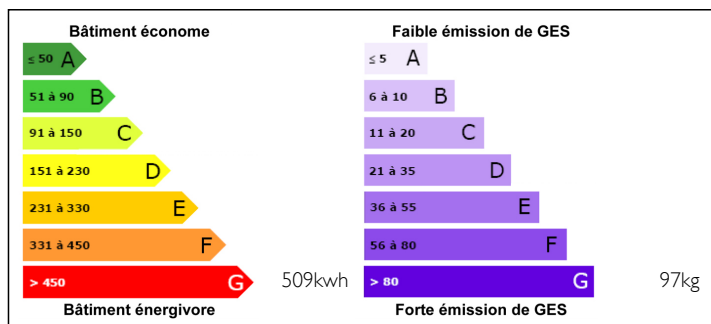 Bâtiment économe
≤ 50 A
51 à 90 B
91 à 150 C
151 à 230 D
231 à 330 E
331 à 450 F
> 450 G 509kwh
Bâtiment énergivore
Faible émission de GES
≤ 5 A
6 à 10 B
11 à 20 C
21 à 35 D
36 à 55 E
56 à 80 F
> 80 G 97kg
Forte émission de GES